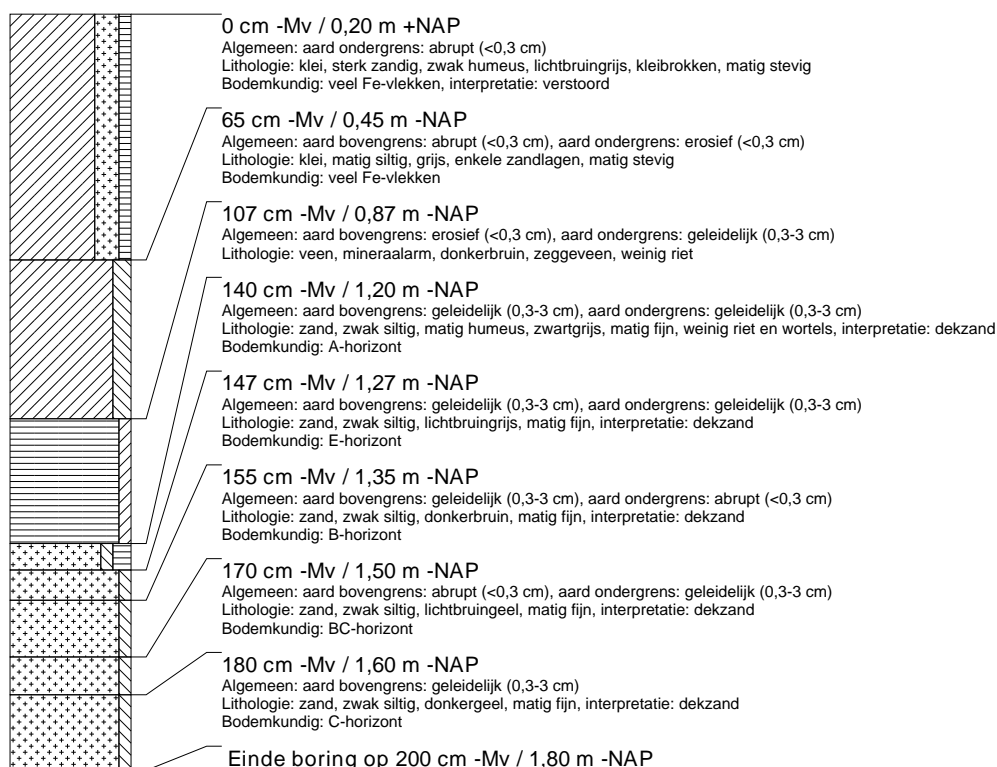 0 cm -Mv / 0,20 m +NAP
Algemeen: aard ondergrens: abrupt (<0,3 cm)
Lithologie: klei, sterk zandig, zwak humeus, lichtbruingrijs, kleibrokken, matig stevig
Bodemkundig: veel Fe-vlekken, interpretatie: verstoord
65 cm -Mv / 0,45 m -NAP
Algemeen: aard bovengrens: abrupt (<0,3 cm), aard ondergrens: erosief (<0,3 cm)
Lithologie: klei, matig siltig, grijs, enkele zandlagen, matig stevig
Bodemkundig: veel Fe-vlekken
107 cm -Mv / 0,87 m -NAP
Algemeen: aard bovengrens: erosief (<0,3 cm), aard ondergrens: geleidelijk (0,3-3 cm)
Lithologie: veen, mineraalarm, donkerbruin, zeggeveen, weinig riet
140 cm -Mv / 1,20 m -NAP
Algemeen: aard bovengrens: geleidelijk (0,3-3 cm), aard ondergrens: geleidelijk (0,3-3 cm)
Lithologie: zand, zwak siltig, matig humeus, zwartgrijs, matig fijn, weinig riet en wortels, interpretatie: dekzand
Bodemkundig: A-horizont
147 cm -Mv / 1,27 m -NAP
Algemeen: aard bovengrens: geleidelijk (0,3-3 cm), aard ondergrens: geleidelijk (0,3-3 cm)
Lithologie: zand, zwak siltig, lichtbruingrijs, matig fijn, interpretatie: dekzand
Bodemkundig: E-horizont
155 cm -Mv / 1,35 m -NAP
Algemeen: aard bovengrens: geleidelijk (0,3-3 cm), aard ondergrens: abrupt (<0,3 cm)
Lithologie: zand, zwak siltig, donkerbruin, matig fijn, interpretatie: dekzand
Bodemkundig: B-horizont
170 cm -Mv / 1,50 m -NAP
Algemeen: aard bovengrens: abrupt (<0,3 cm), aard ondergrens: geleidelijk (0,3-3 cm)
Lithologie: zand, zwak siltig, lichtbruingeel, matig fijn, interpretatie: dekzand
Bodemkundig: BC-horizont
180 cm -Mv / 1,60 m -NAP
Algemeen: aard bovengrens: geleidelijk (0,3-3 cm)
Lithologie: zand, zwak siltig, donkergeel, matig fijn, interpretatie: dekzand
Bodemkundig: C-horizont
Einde boring op 200 cm -Mv / 1,80 m -NAP